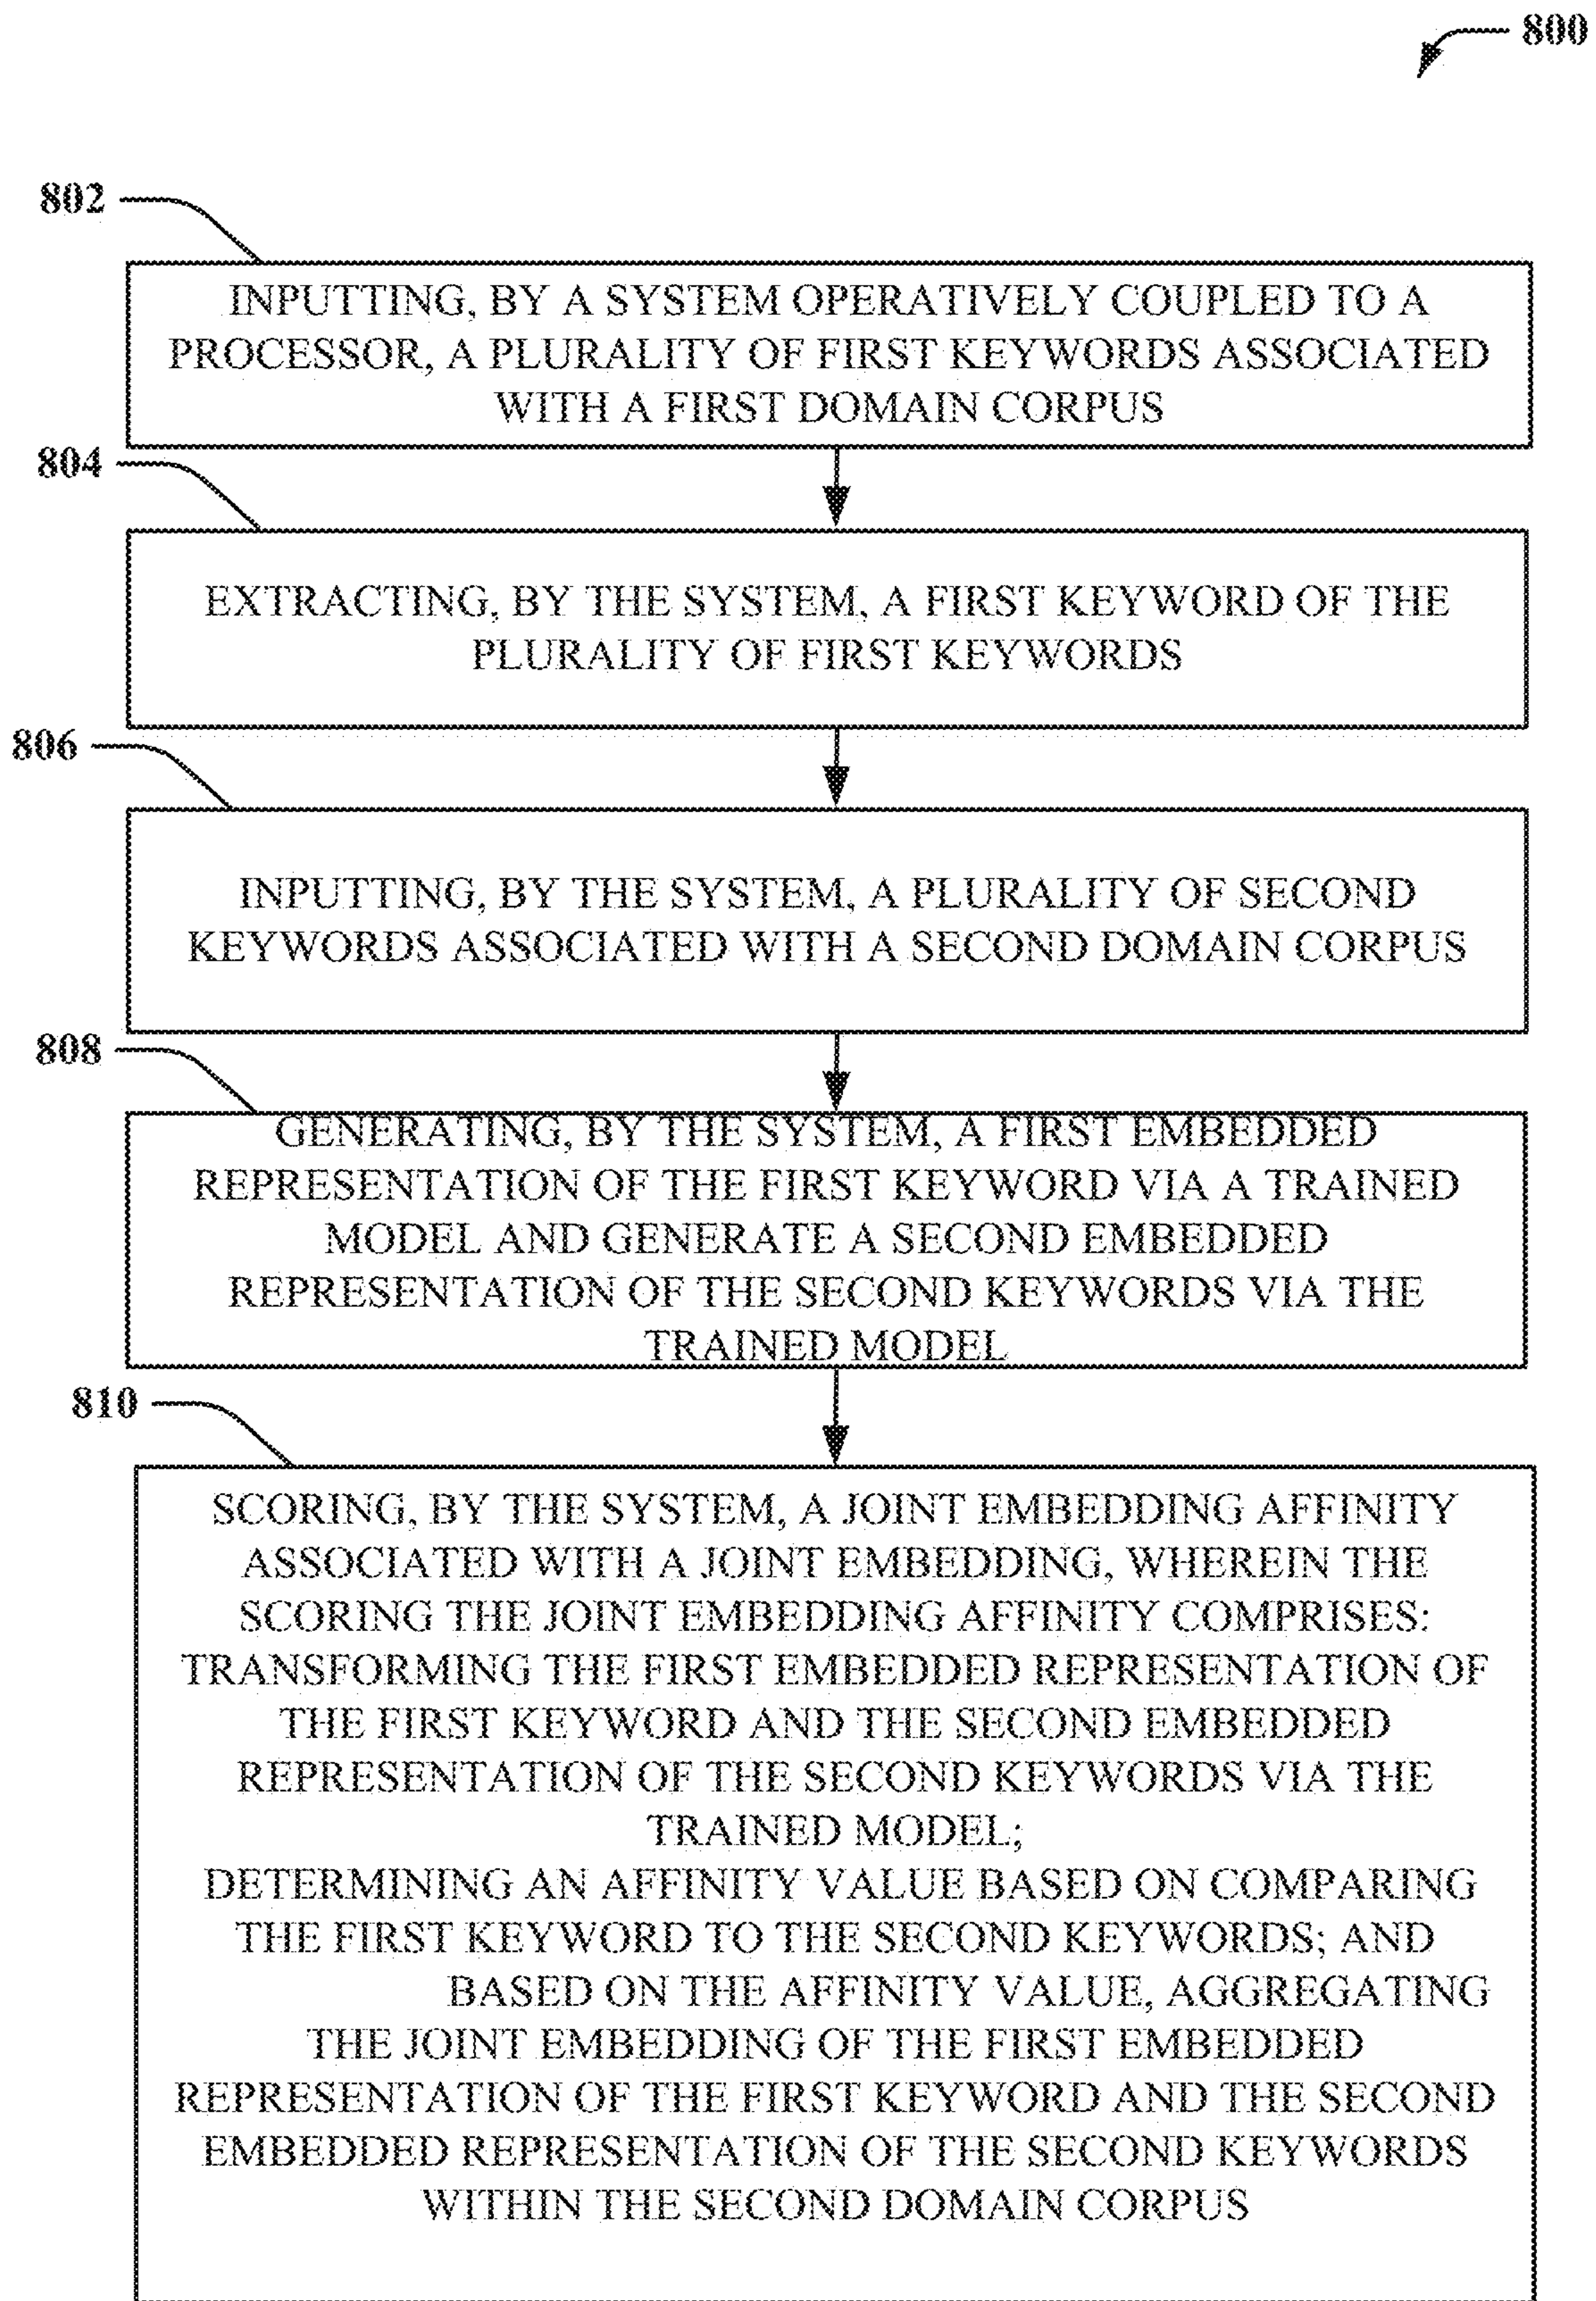 800
802
INPUTTING, BY A SYSTEM OPERATIVELY COUPLED TO A
PROCESSOR, A PLURALITY OF FIRST KEYWORDS ASSOCIATED
WITH A FIRST DOMAIN CORPUS
804
EXTRACTING, BY THE SYSTEM, A FIRST KEYWORD OF THE
PLURALITY OF FIRST KEYWORDS
806
INPUTTING, BY THE SYSTEM, A PLURALITY OF SECOND
KEYWORDS ASSOCIATED WITH A SECOND DOMAIN CORPUS
808
GENERATING, BY THE SYSTEM, A FIRST EMBEDDED
REPRESENTATION OF THE FIRST KEYWORD VIA A TRAINED
MODEL AND GENERATE A SECOND EMBEDDED
REPRESENTATION OF THE SECOND KEYWORDS VIA THE
TRAINED MODEL
810
SCORING, BY THE SYSTEM, A JOINT EMBEDDING AFFINITY
ASSOCIATED WITH A JOINT EMBEDDING, WHEREIN THE
SCORING THE JOINT EMBEDDING AFFINITY COMPRISES:
TRANSFORMING THE FIRST EMBEDDED REPRESENTATION OF
THE FIRST KEYWORD AND THE SECOND EMBEDDED
REPRESENTATION OF THE SECOND KEYWORDS VIA THE
TRAINED MODEL;
DETERMINING AN AFFINITY VALUE BASED ON COMPARING
THE FIRST KEYWORD TO THE SECOND KEYWORDS; AND
BASED ON THE AFFINITY VALUE, AGGREGATING
THE JOINT EMBEDDING OF THE FIRST EMBEDDED
REPRESENTATION OF THE FIRST KEYWORD AND THE SECOND
EMBEDDED REPRESENTATION OF THE SECOND KEYWORDS
WITHIN THE SECOND DOMAIN CORPUS